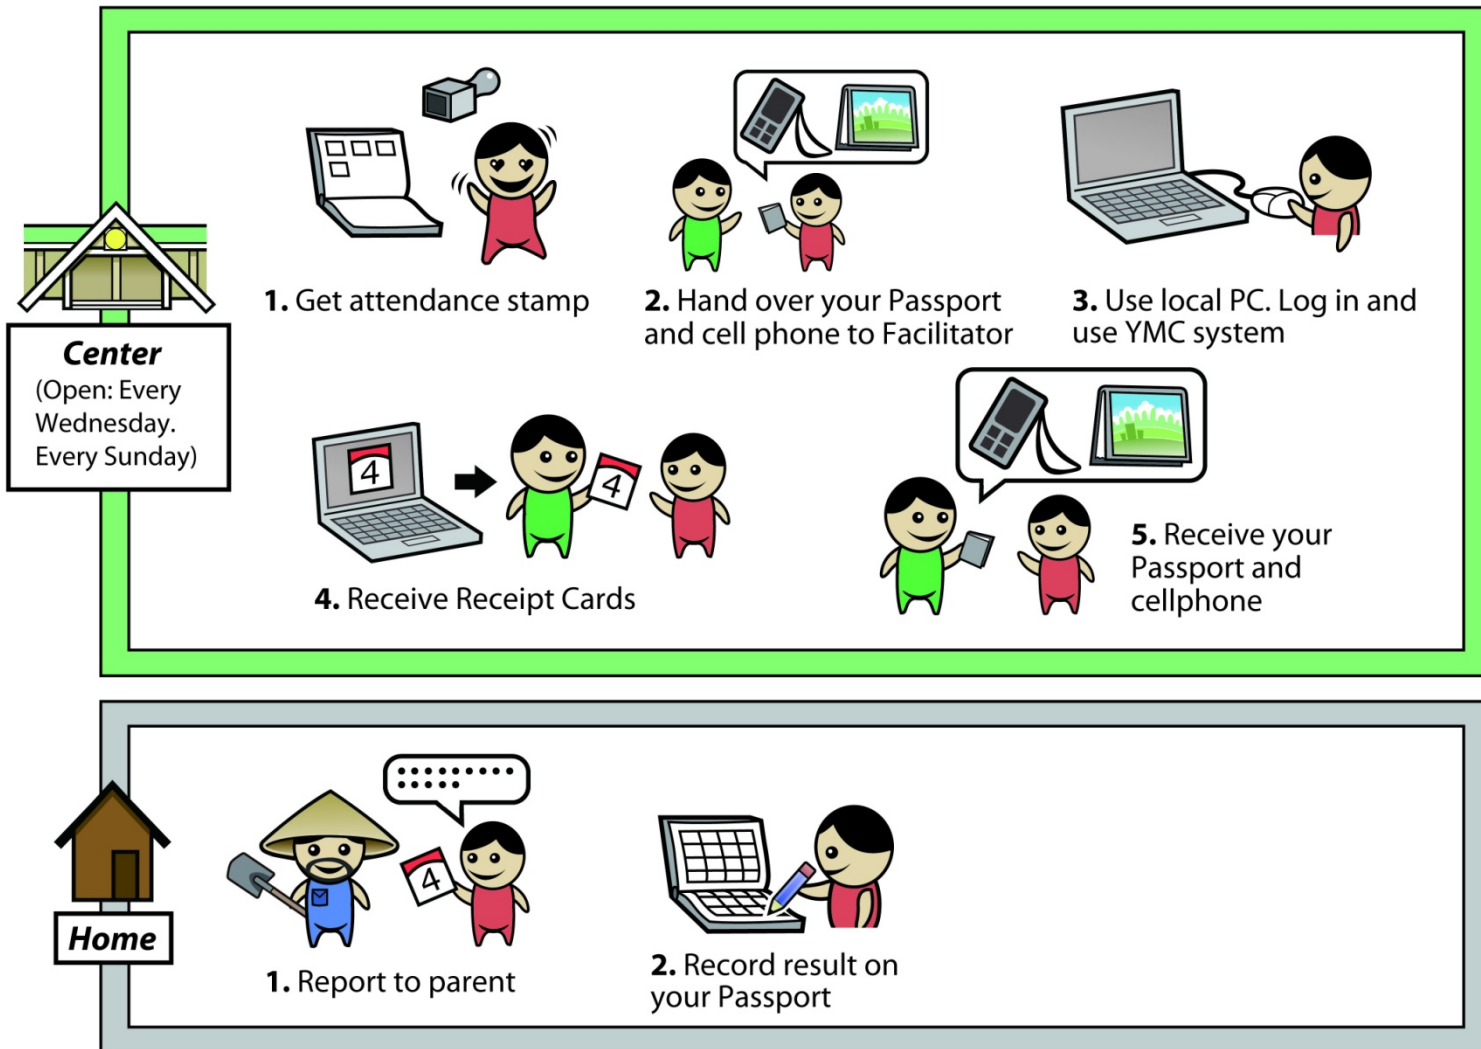 1. Get attendance stamp
2. Hand over your Passport
and cell phone to Facilitator
3. Use local PC. Log in and
use YMC system
Center
(Open: Every
Wednesday.
Every Sunday)
4
4
4. Receive Receipt Cards
5. Receive your
Passport and
cellphone
Home
4
1. Report to parent
2. Record result on
your Passport